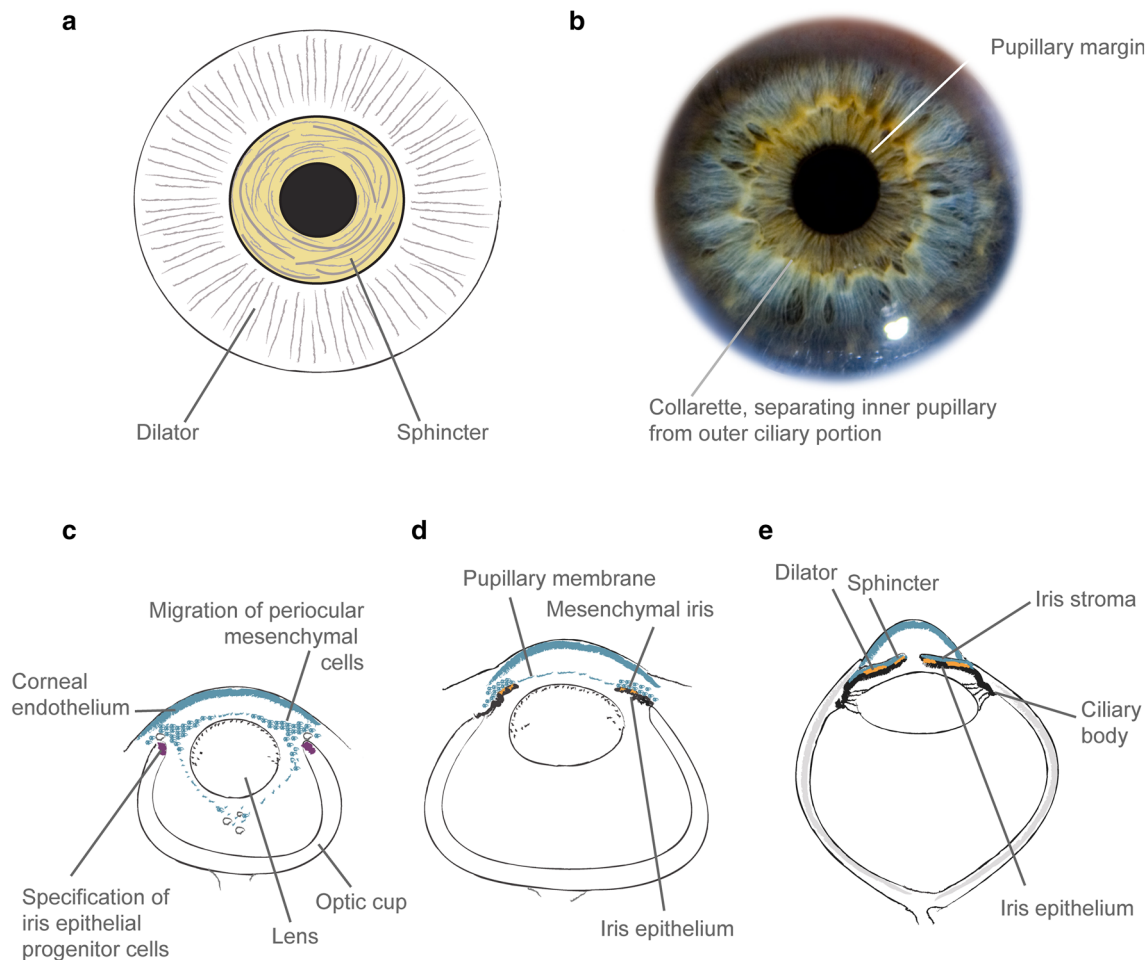 a
b
Pupillary margin
Dilator
Sphincter
Collarette, separating inner pupillary
from outer ciliary portion
c
d
e
Migration of periocular
mesenchymal
cells
Corneal
endothelium
Specification of
iris epithelial
progenitor cells
Lens
Optic cup
Pupillary membrane
Mesenchymal iris
Iris epithelium
Dilator
Sphincter
Iris stroma
Ciliary
body
Iris epithelium